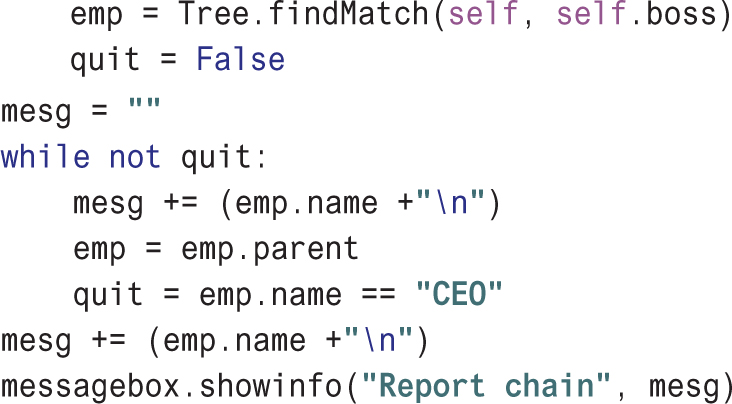 emp = Tree.findMatch(self, self.boss)
    quit = False
mesg = ""
while not quit:
    mesg += (emp.name +"\n")
    emp = emp.parent
    quit = emp.name == "CEO"
mesg += (emp.name +"\n")
messagebox.showinfo("Report chain", mesg)